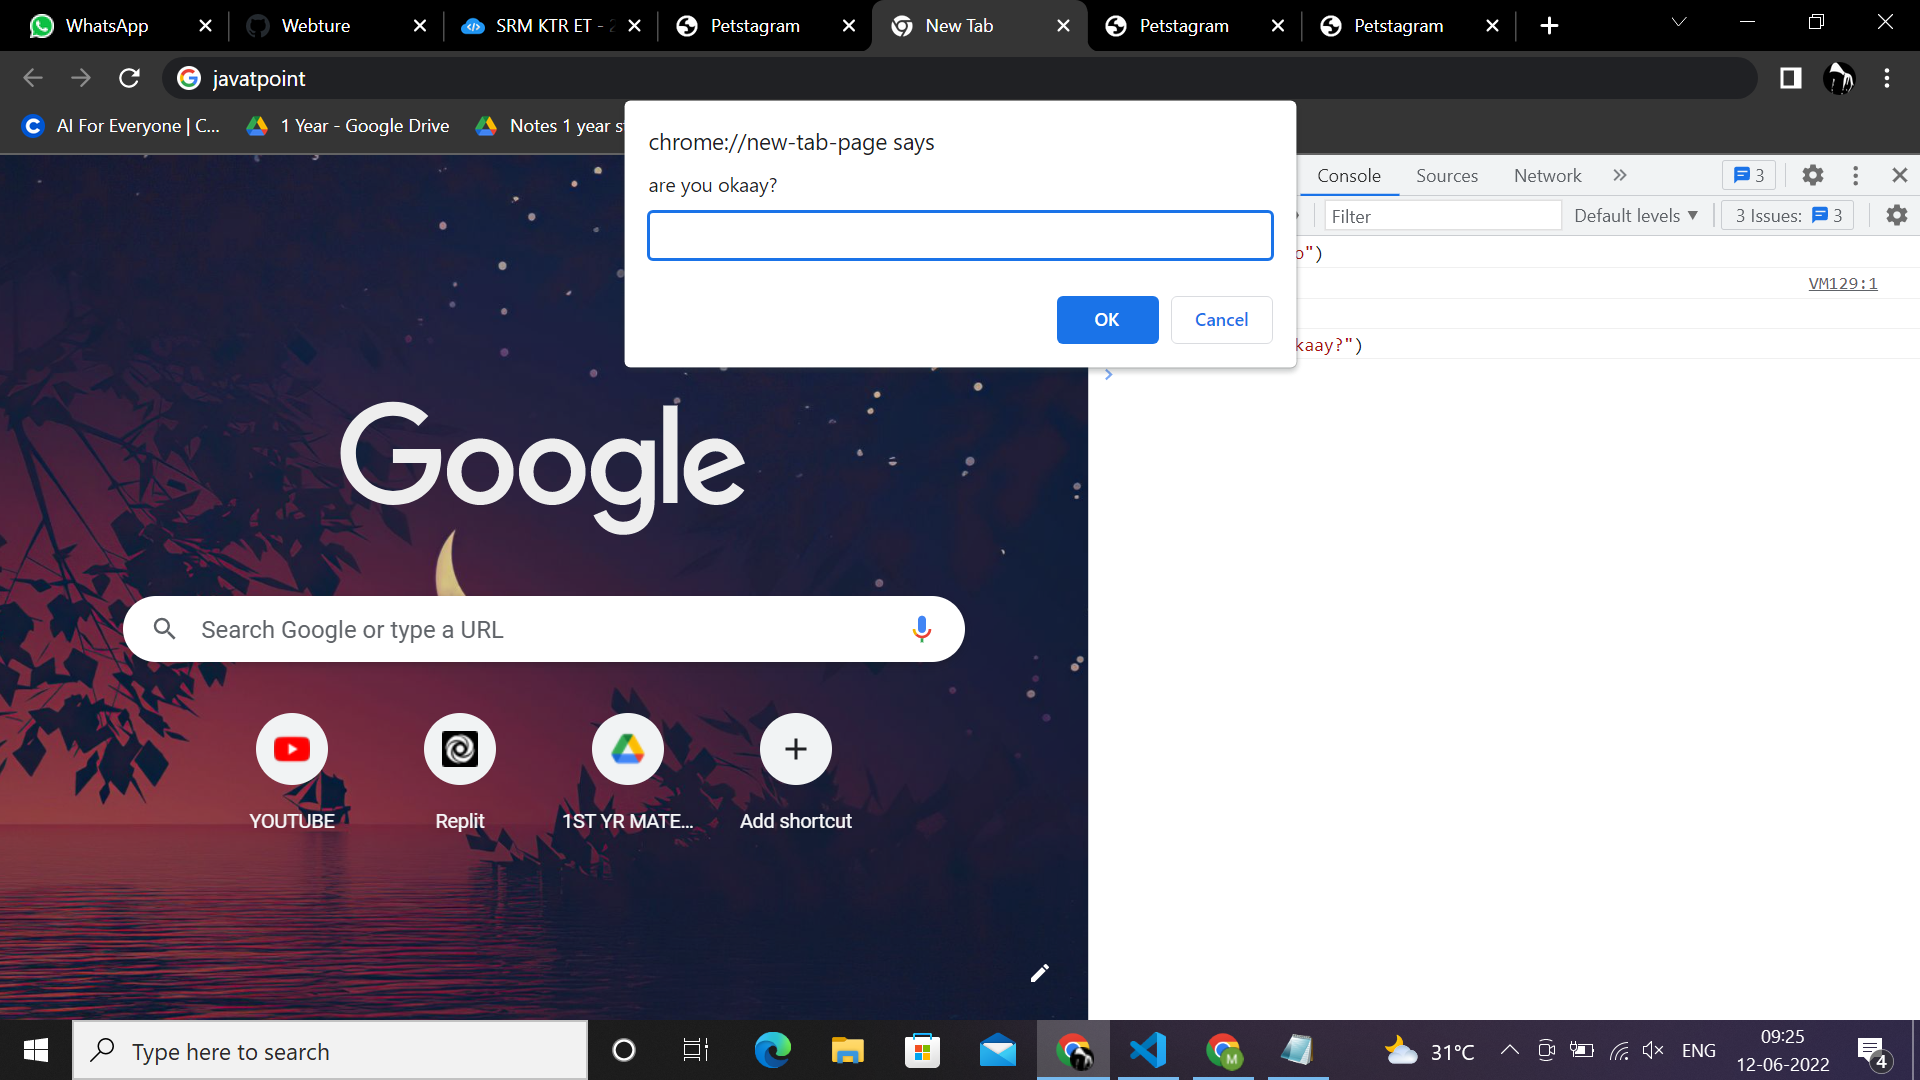 WhatsApp
Webture
SRM KTR ET -
Petstagram
New Tab
Petstagram
Petstagram
javatpoint
AI For Everyone | C...
1 Year - Google Drive
Notes 1 year
chrome://new-tab-page says
are you okaay?
OK
Cancel
Console
Sources
Network
3
Filter
Default levels ▼
3 Issues:
3
o")
VM129:1
kaay?")
Google
Search Google or type a URL
YOUTUBE
Replit
1ST YR MATE...
Add shortcut
Type here to search
M
31°C
ENG
09:25
12-06-2022
4